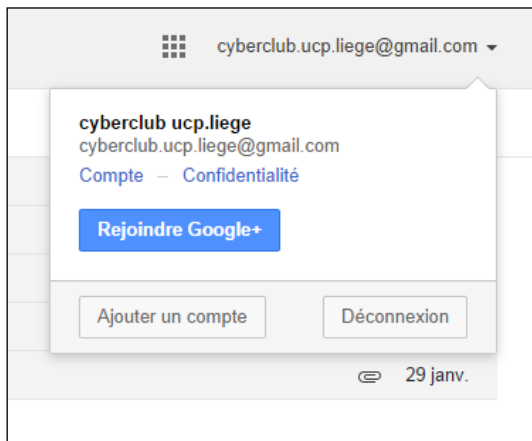 cyberclub.ucp.liege@gmail.com
cyberclub ucp.liege
cyberclub.ucp.liege@gmail.com
Compte – Confidentialité
Rejoindre Google+
Ajouter un compte Déconnexion
29 janv.